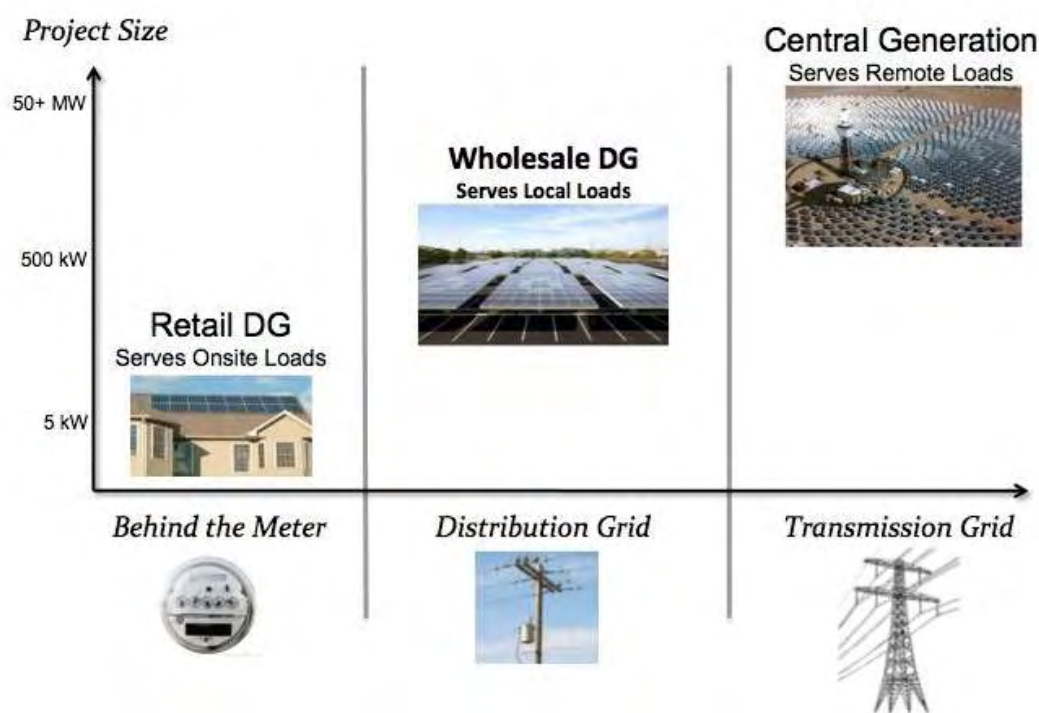 Project Size
Central Generation
Serves Remote Loads
50+ MW
Wholesale DG
Serves Local Loads
500 kW
Retail DG
Serves Onsite Loads
5 kW
Behind the Meter
Distribution Grid
Transmission Grid